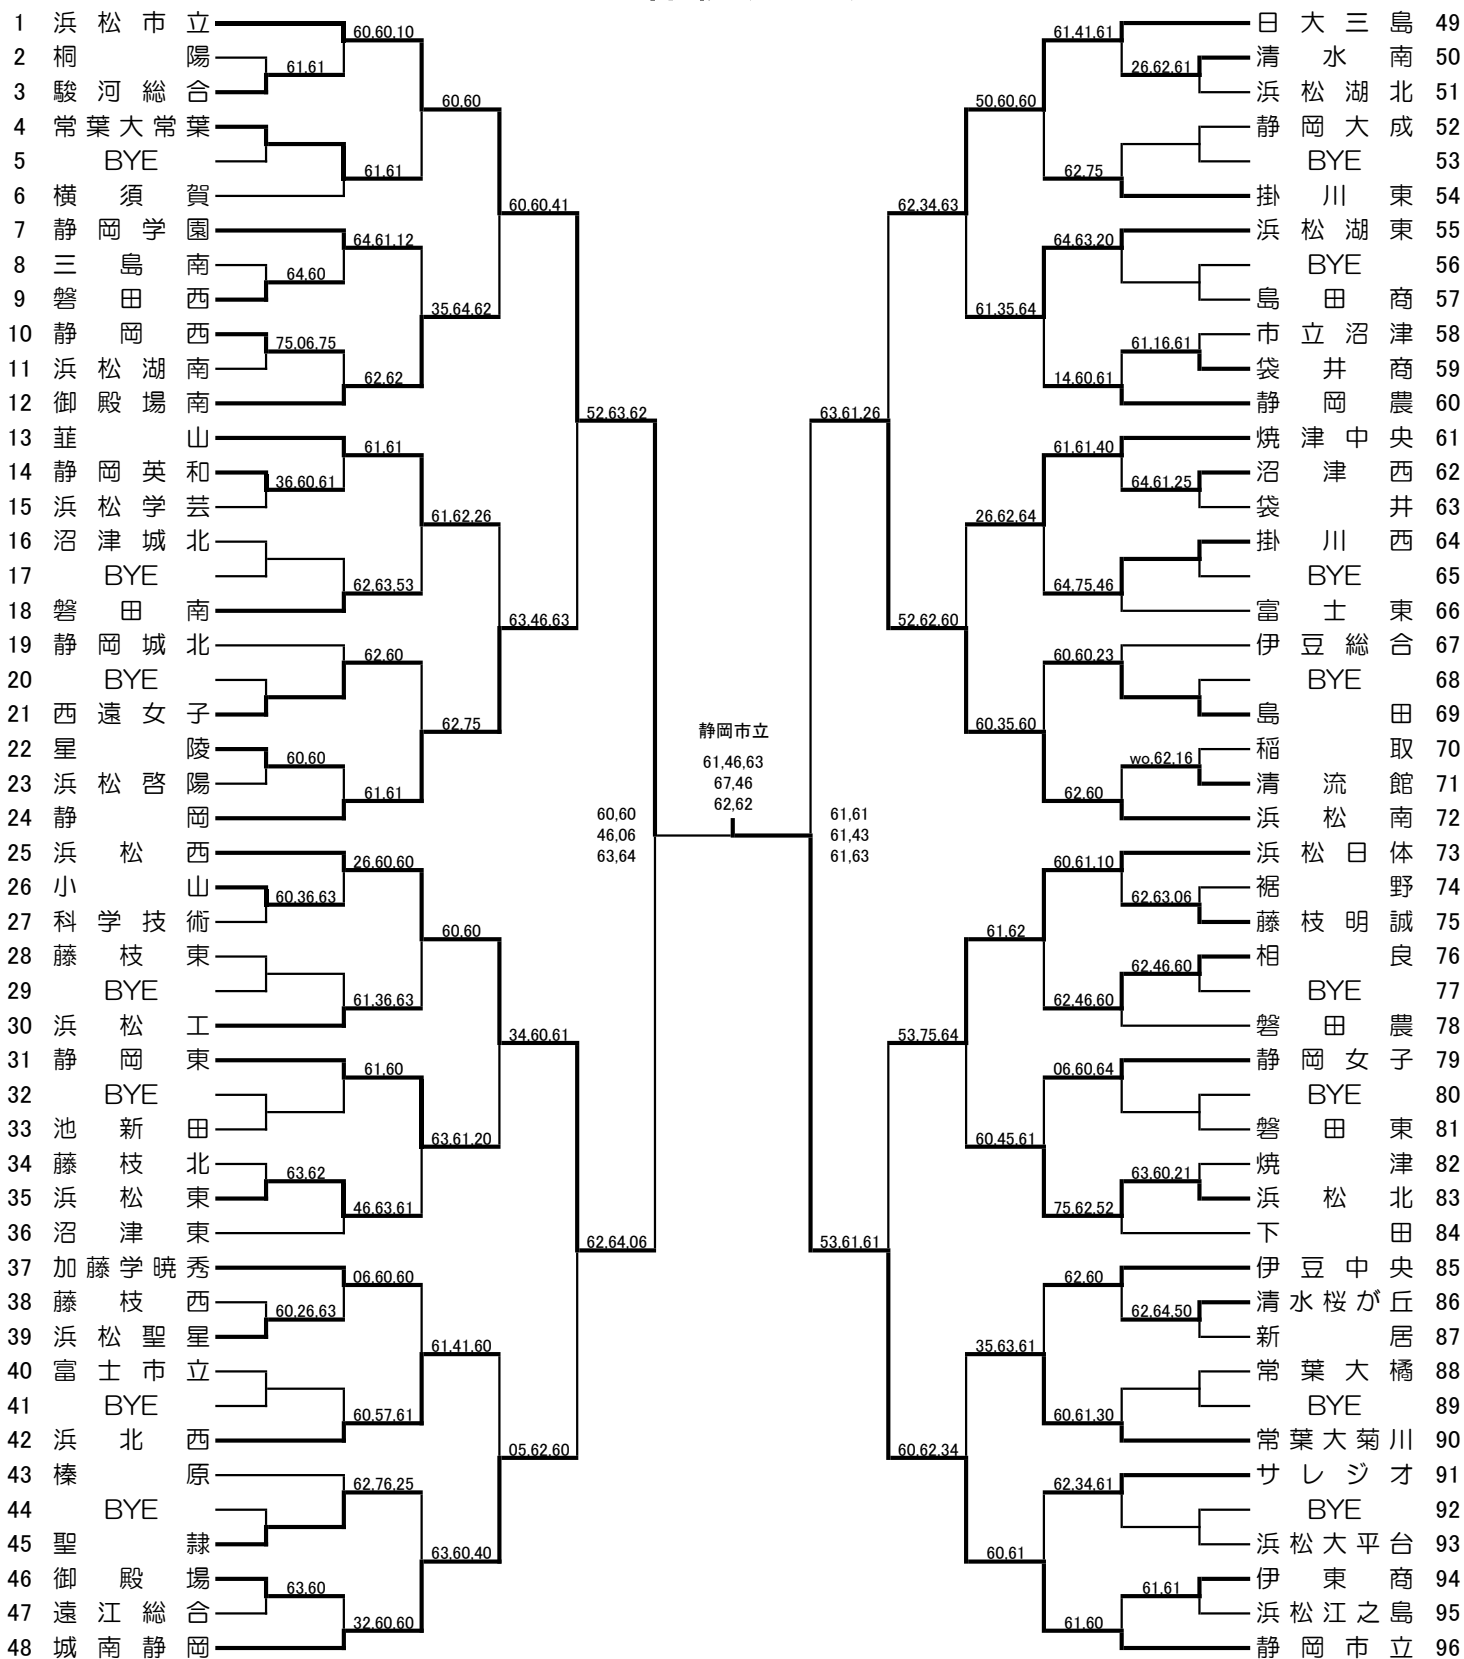 1 浜松市立
2 桐陽
3 駿河総合
4 常葉大常葉
5 BYE
6 横須賀
7 静岡学園
8 三島南
9 磐田西
10 静岡西
11 浜松湖南
12 御殿場南
13 韮山
14 静岡英和
15 浜松学芸
16 沼津城北
17 BYE
18 磐田南
19 静岡城北
20 BYE
21 西遠女子
22 星陵
23 浜松啓陽
24 静岡
25 浜松西
26 小山
27 科学技術
28 藤枝東
29 BYE
30 浜松工
31 静岡東
32 BYE
33 池新田
34 藤枝北
35 浜松東
36 沼津東
37 加藤学暁秀
38 藤枝西
39 浜松聖星
40 富士市立
41 BYE
42 浜北西
43 榛原
44 BYE
45 聖隷
46 御殿場
47 遠江総合
48 城南静岡
60,60,10
61,61
61,61
64,61,12
64,60
75,06,75
62,62
61,61
36,60,61
62,63,53
62,60
60,60
61,61
26,60,60
60,36,63
61,36,63
61,60
63,62
46,63,61
06,60,60
60,26,63
60,57,61
62,76,25
63,60
32,60,60
60,60
35,64,62
61,62,26
62,75
60,60
63,61,20
61,41,60
63,60,40
60,60,41
63,46,63
34,60,61
05,62,60
52,63,62
62,64,06
60,60
46,06
63,64
静岡市立
61,46,63
67,46
62,62
61,61
61,43
61,63
63,61,26
53,61,61
62,34,63
52,62,60
53,75,64
60,62,34
50,60,60
61,35,64
26,62,64
60,35,60
61,62
60,45,61
35,63,61
60,61
61,41,61
26,62,61
62,75
64,63,20
61,16,61
14,60,61
61,61,40
64,61,25
64,75,46
60,60,23
wo,62,16
62,60
60,61,10
62,63,06
62,46,60
62,46,60
06,60,64
63,60,21
75,62,52
62,60
62,64,50
60,61,30
62,34,61
61,61
61,60
日大三島 49
清水南 50
浜松湖北 51
静岡大成 52
BYE 53
掛川東 54
浜松湖東 55
BYE 56
島田商 57
市立沼津 58
袋井商 59
静岡農 60
焼津中央 61
沼津西 62
袋井 63
掛川西 64
BYE 65
富士東 66
伊豆総合 67
BYE 68
島田 69
稲取 70
清流館 71
浜松南 72
浜松日体 73
裾野 74
藤枝明誠 75
相良 76
BYE 77
磐田農 78
静岡女子 79
BYE 80
磐田東 81
焼津 82
浜松北 83
下田 84
伊豆中央 85
清水桜が丘 86
新居 87
常葉大橘 88
BYE 89
常葉大菊川 90
サレジオ 91
BYE 92
浜松大平台 93
伊東商 94
浜松江之島 95
静岡市立 96